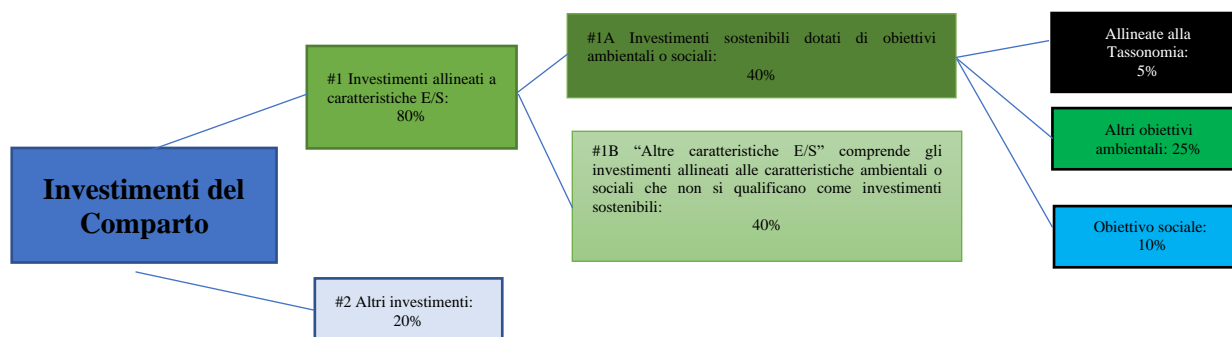 Investimenti del
Comparto
#1 Investimenti allineati a
caratteristiche E/S:
80%
#2 Altri investimenti:
20%
#1A Investimenti sostenibili dotati di obiettivi
ambientali o sociali:
40%
#1B “Altre caratteristiche E/S” comprende gli
investimenti allineati alle caratteristiche ambientali o
sociali che non si qualificano come investimenti
sostenibili:
40%
Allineate alla
Tassonomia:
5%
Altri obiettivi
ambientali: 25%
Obiettivo sociale:
10%